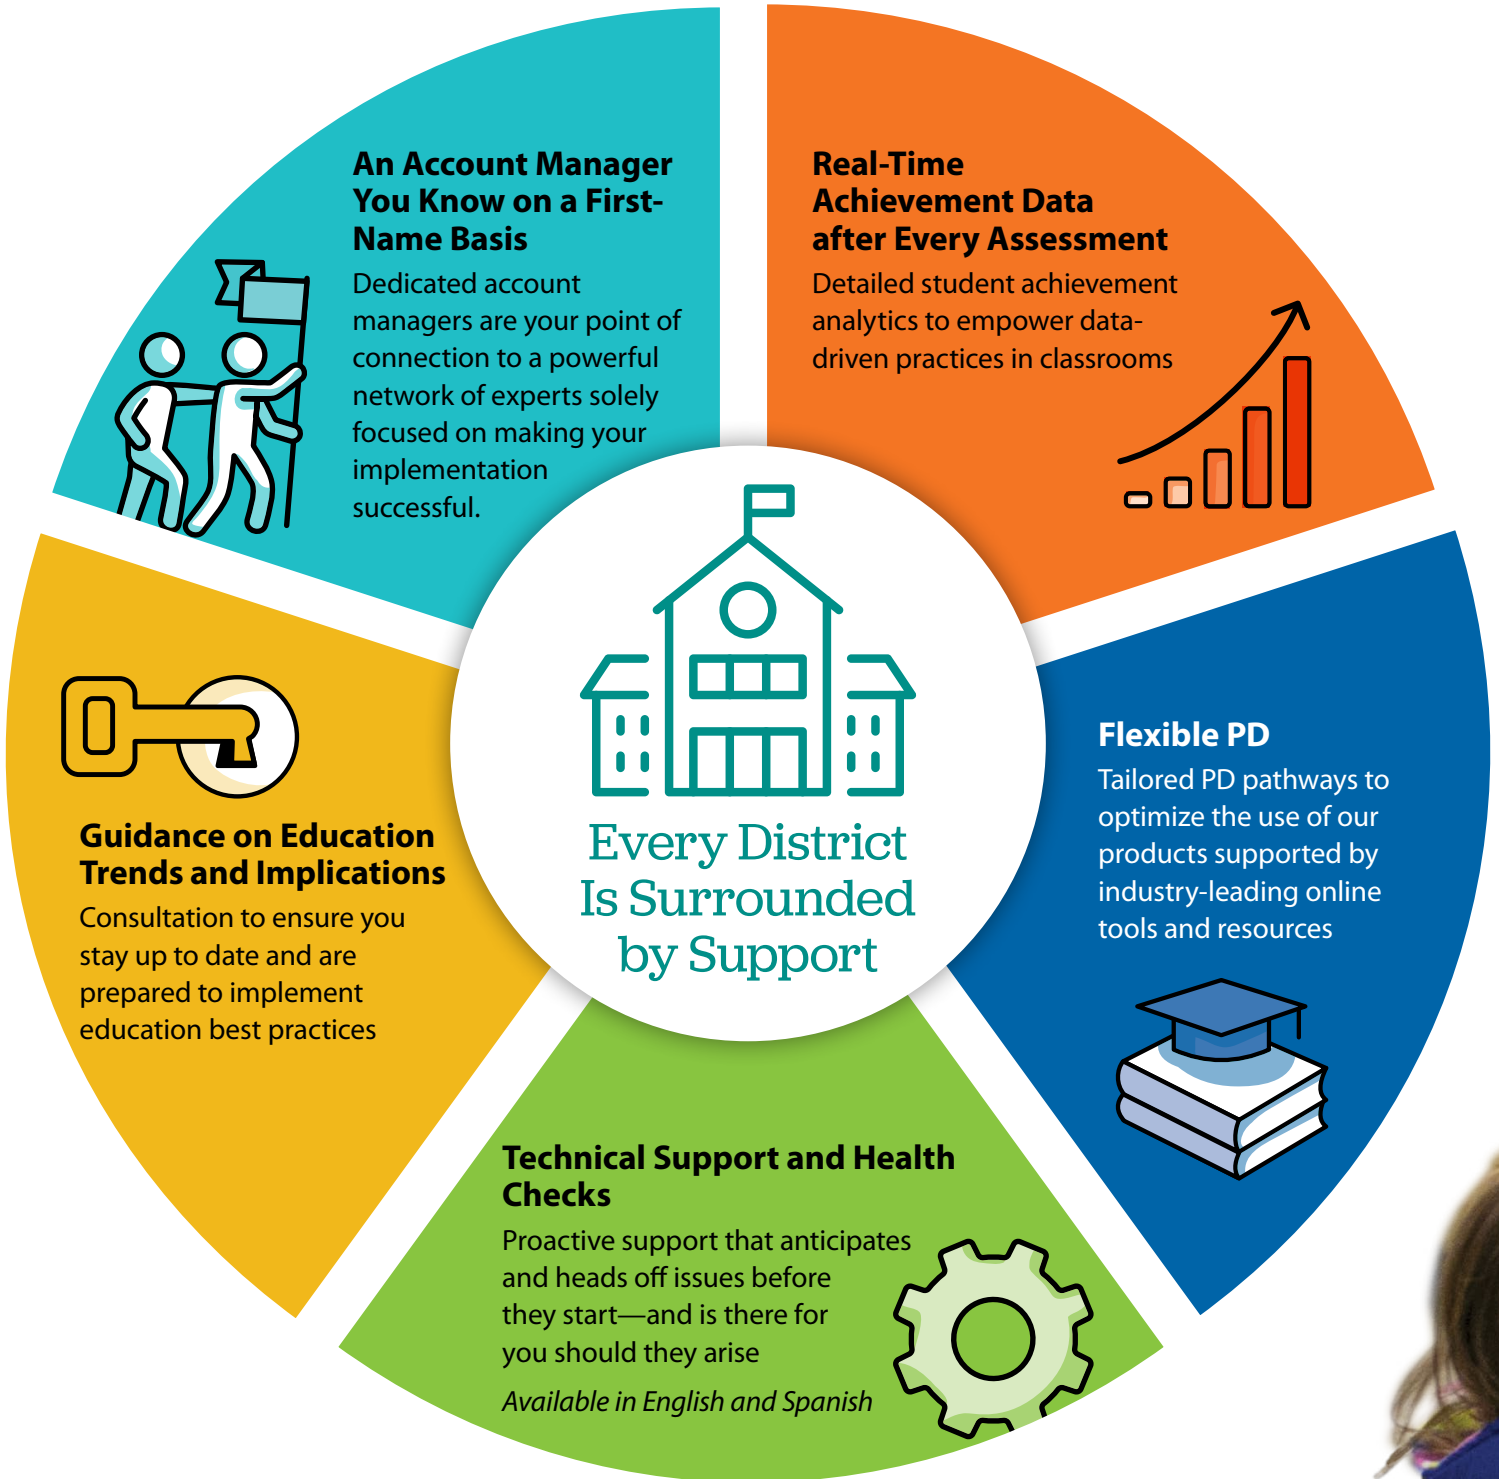 An Account Manager
You Know on a First-
Name Basis
Dedicated account
managers are your point of
connection to a powerful
network of experts solely
focused on making your
implementation
successful.
Real-Time
Achievement Data
after Every Assessment
Detailed student achievement
analytics to empower data-
driven practices in classrooms
Flexible PD
Tailored PD pathways to
optimize the use of our
products supported by
industry-leading online
tools and resources
Technical Support and Health
Checks
Proactive support that anticipates
and heads off issues before
they start—and is there for
you should they arise
Available in English and Spanish
Guidance on Education
Trends and Implications
Consultation to ensure you
stay up to date and are
prepared to implement
education best practices
Every District
Is Surrounded
by Support